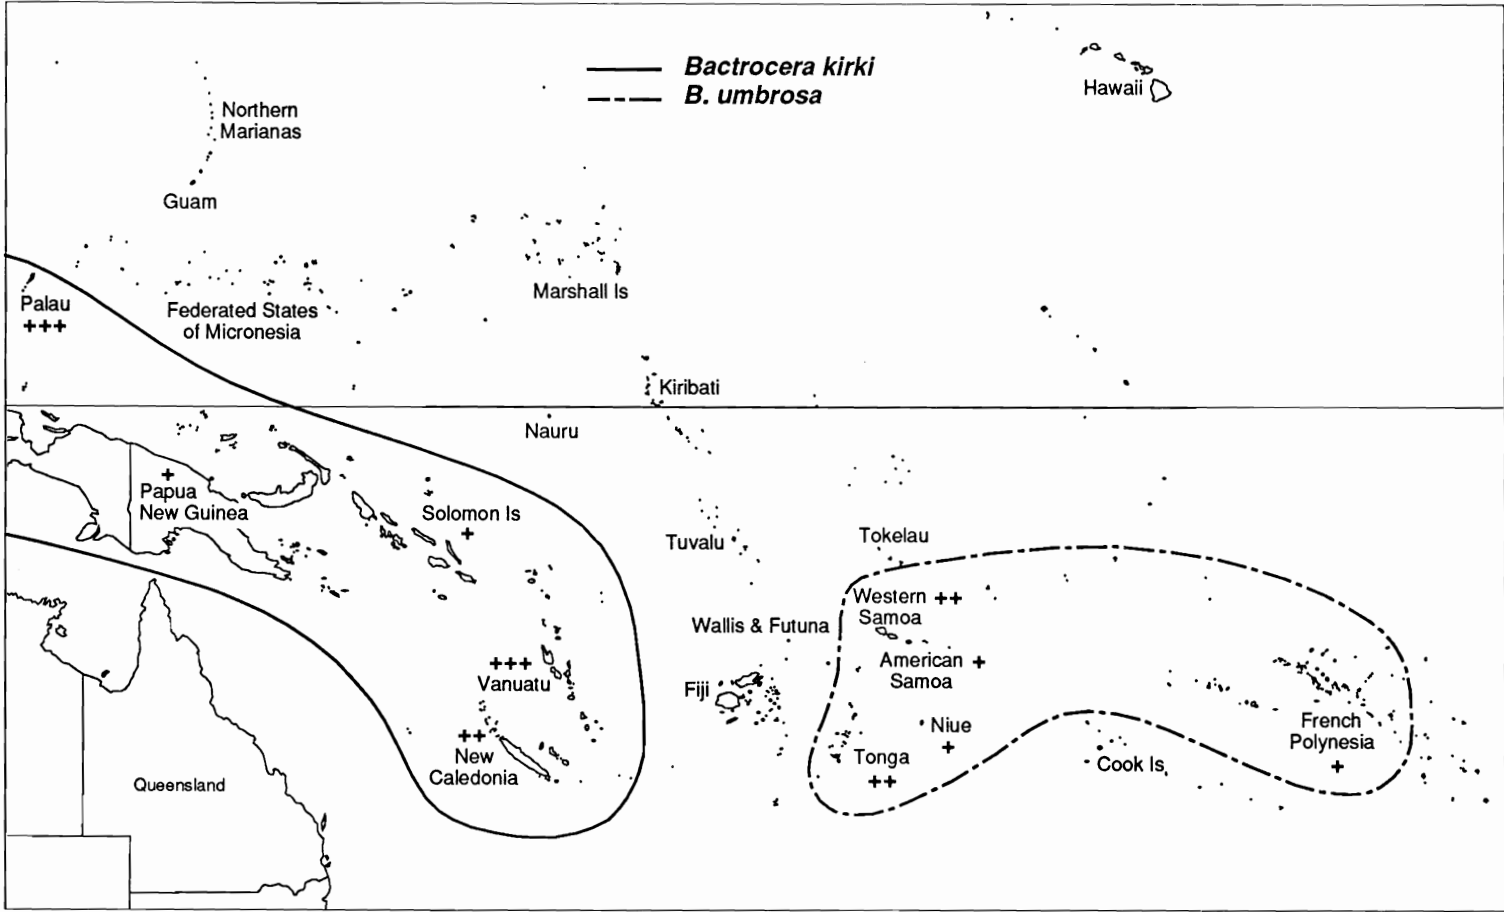 Bactrocera kirki
B. umbrosa
Hawaii
Northern
Marianas
Guam
Palau
+++
Federated States
of Micronesia
Marshall Is
Kiribati
Nauru
+
Papua
New Guinea
Solomon Is
+
Tuvalu
Tokelau
Western ++
Samoa
Wallis & Futuna
American +
Samoa
+++
Vanuatu
Fiji
++
New
Caledonia
Niue
+
Tonga
++
Cook Is
French
Polynesia
+
Queensland